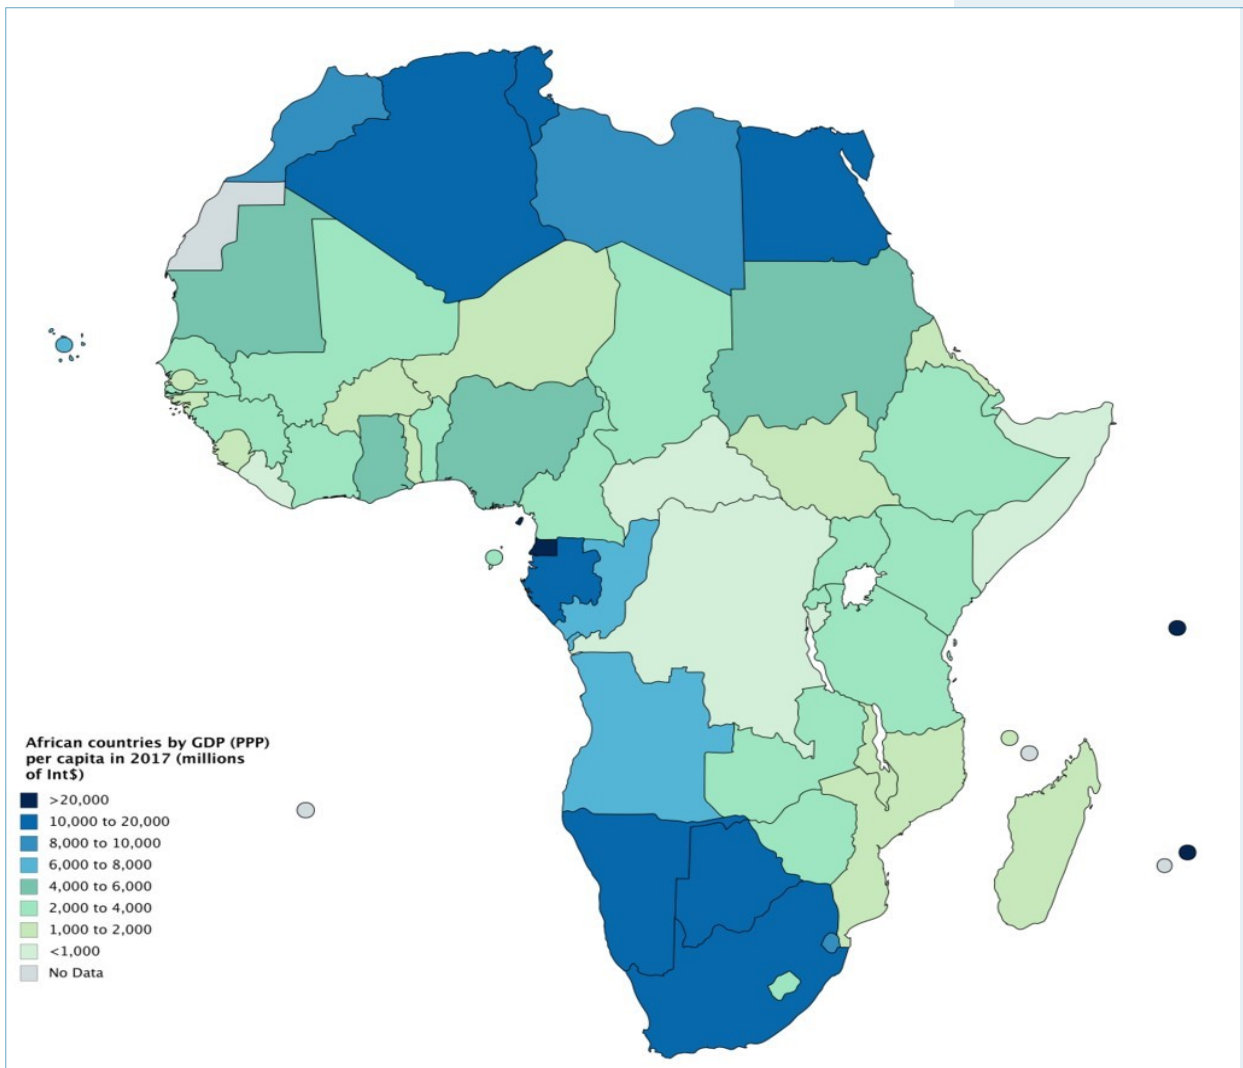 African countries by GDP (PPP)
per capita in 2017 (millions
of Int$)
>20,000
10,000 to 20,000
8,000 to 10,000
6,000 to 8,000
4,000 to 6,000
2,000 to 4,000
1,000 to 2,000
<1,000
No Data